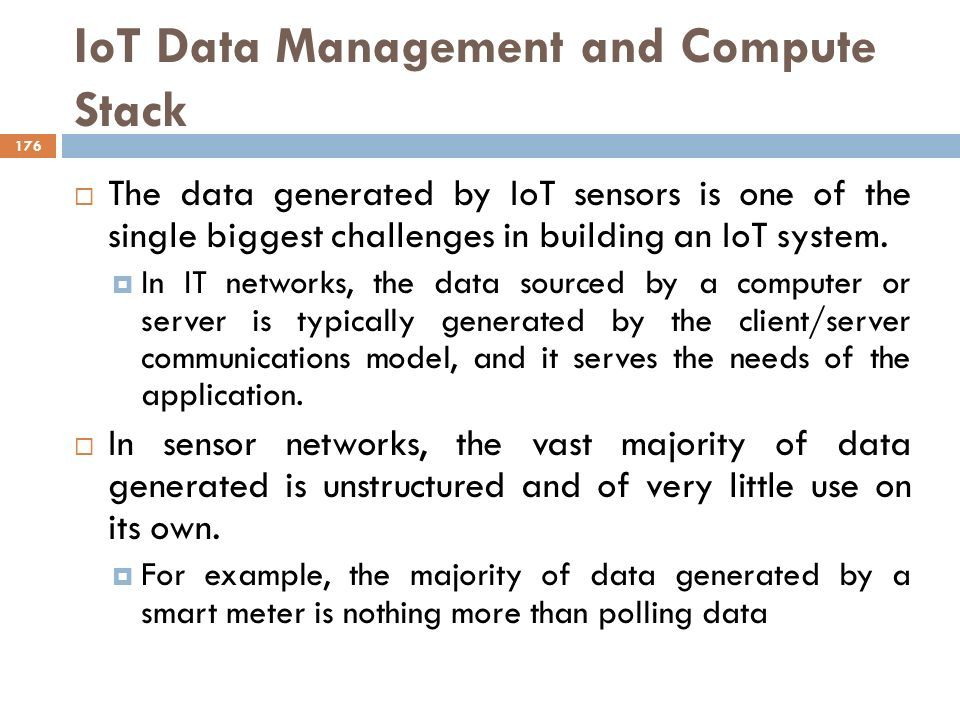 IoT Data Management and Compute
Stack
176
The data generated by IoT sensors is one of the
single biggest challenges in building an IoT system.
In IT networks, the data sourced by a computer or
server is typically generated by the client/server
communications model, and it serves the needs of the
application.
In sensor networks, the vast majority of data
generated is unstructured and of very little use on
its own.
For example, the majority of data generated by a
smart meter is nothing more than polling data